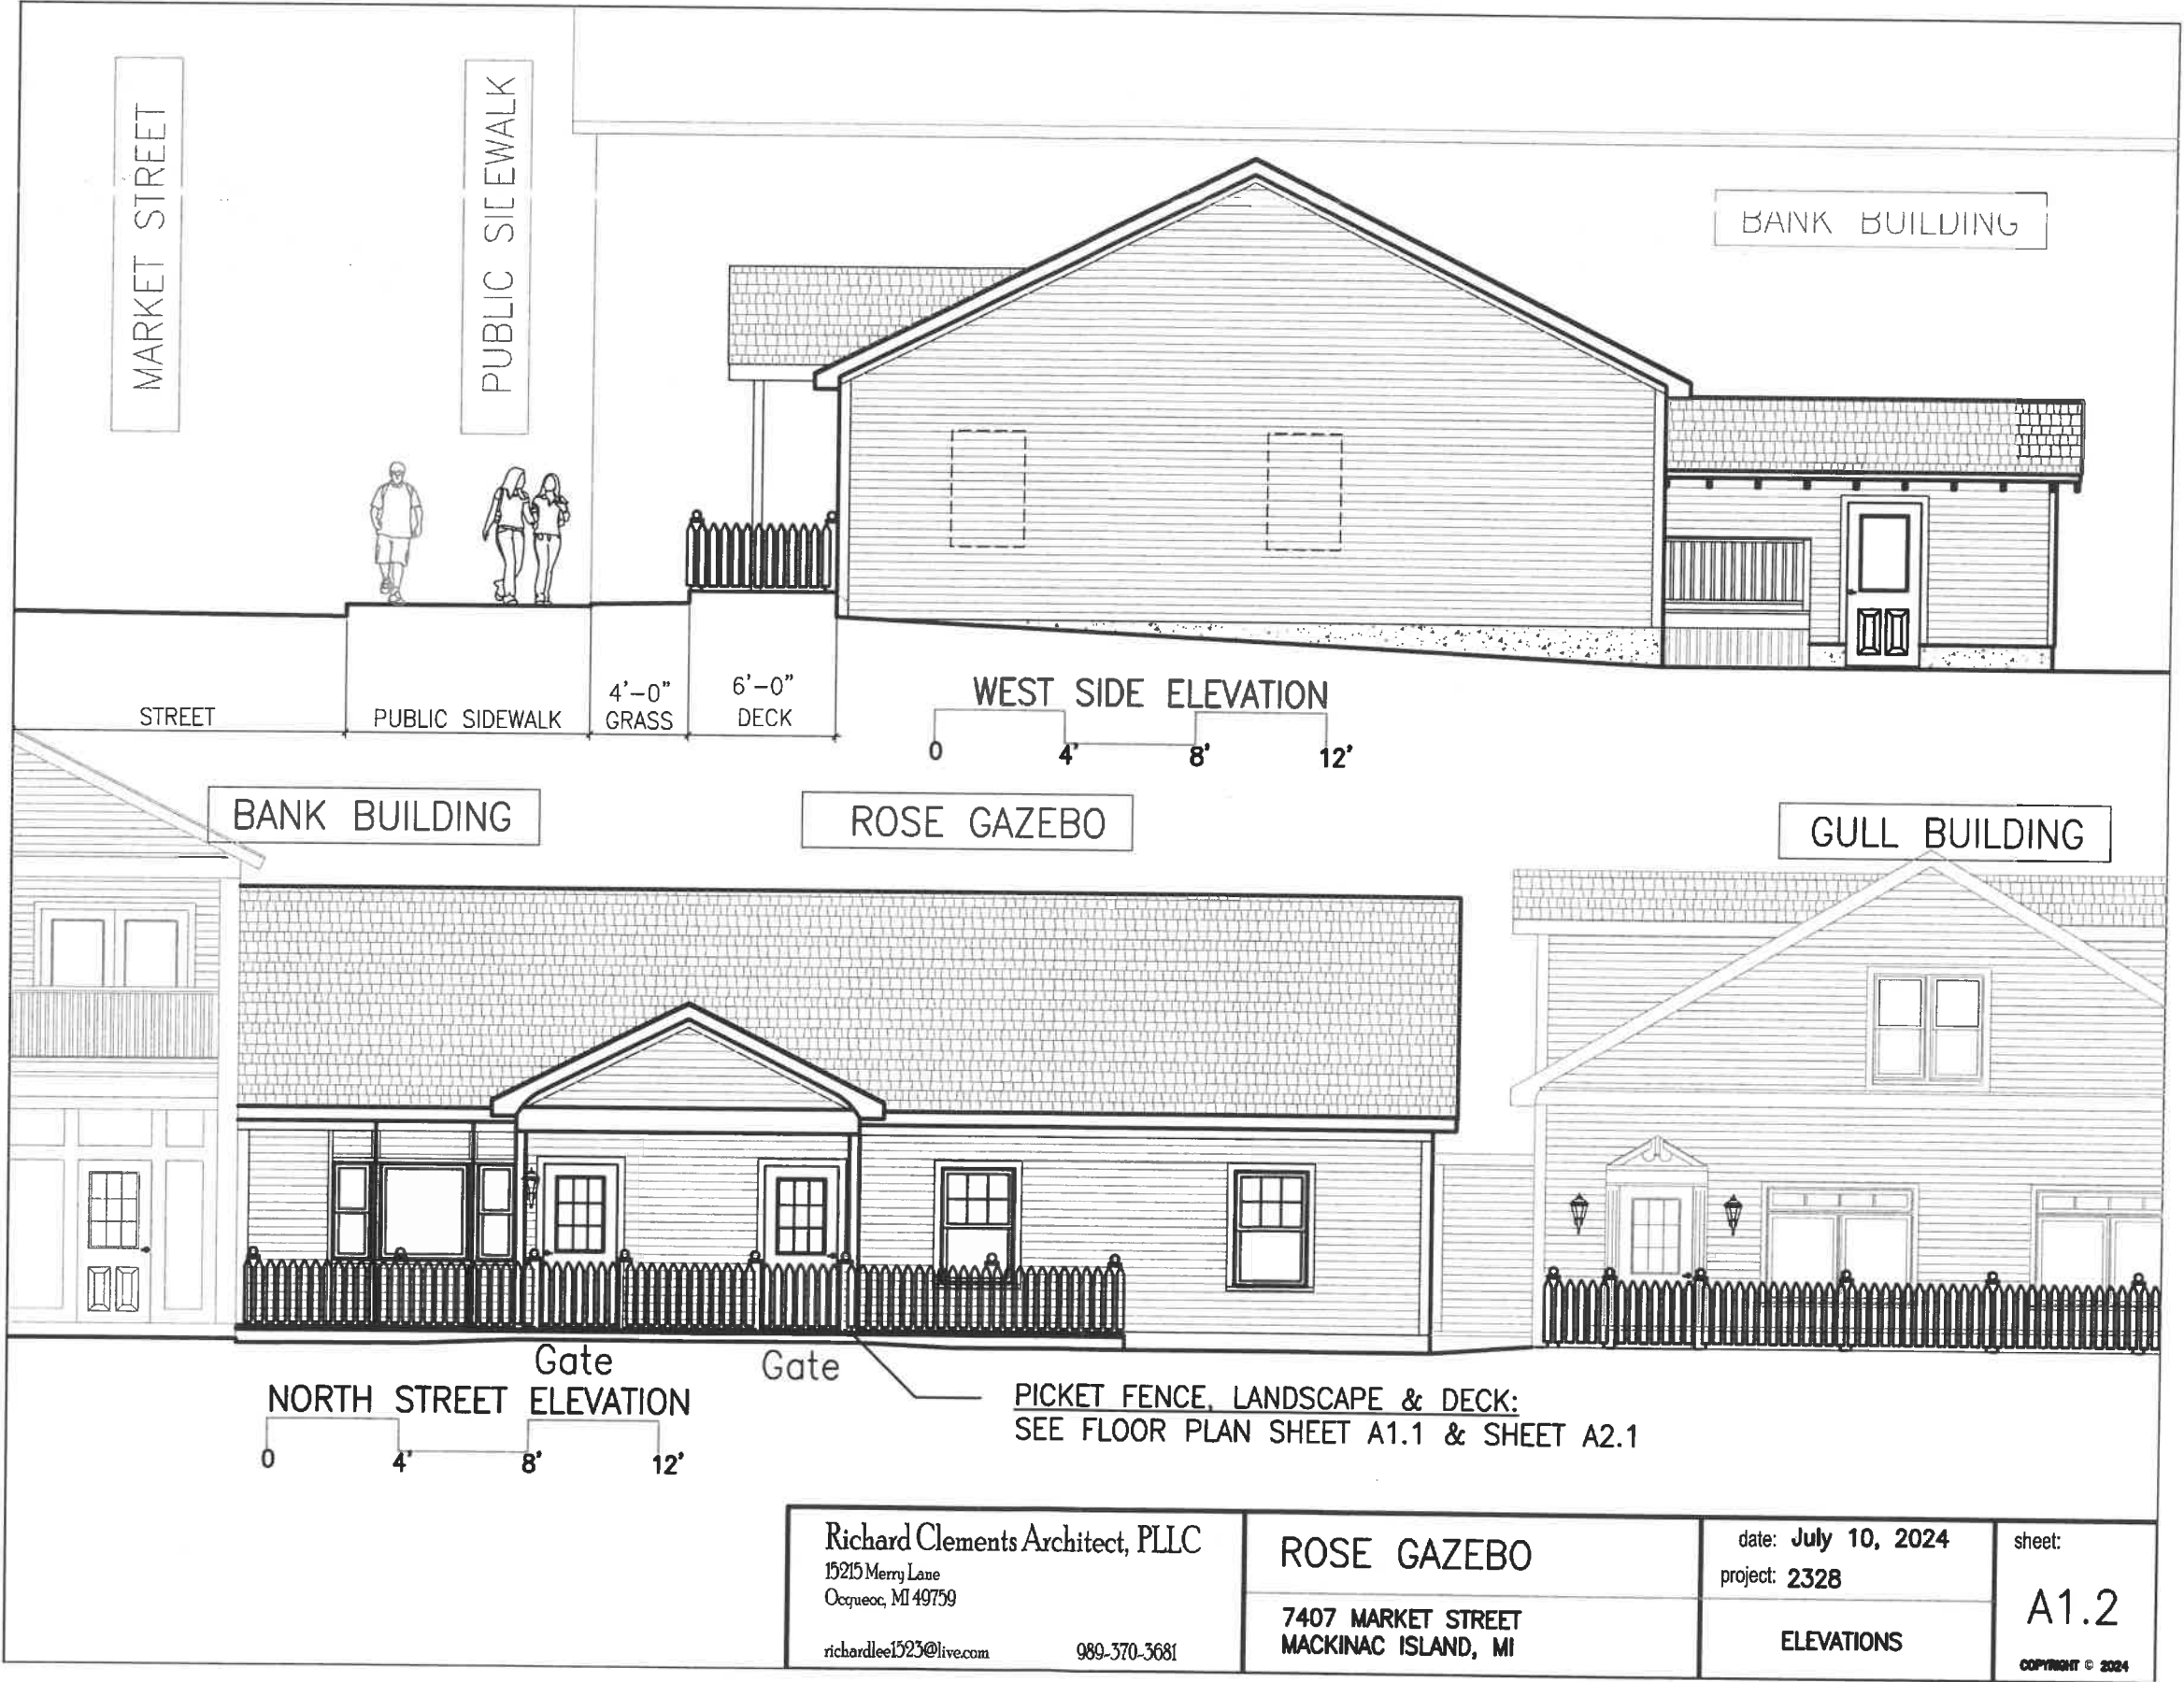 MARKET STREET
PUBLIC SIDEWALK
BANK BUILDING
STREET
PUBLIC SIDEWALK
4'-0"
GRASS
6'-0"
DECK
WEST SIDE ELEVATION
0 4' 8' 12'
BANK BUILDING
ROSE GAZEBO
GULL BUILDING
Gate
Gate
NORTH STREET ELEVATION
0 4' 8' 12'
PICKET FENCE, LANDSCAPE & DECK:
SEE FLOOR PLAN SHEET A1.1 & SHEET A2.1
Richard Clements Architect, PLLC
15215 Merry Lane
Ocqueoc, MI 49759
richardlee1523@live.com 989-370-3681
ROSE GAZEBO
7407 MARKET STREET
MACKINAC ISLAND, MI
date: July 10, 2024
project: 2328
ELEVATIONS
sheet:
A1.2
COPYRIGHT © 2024